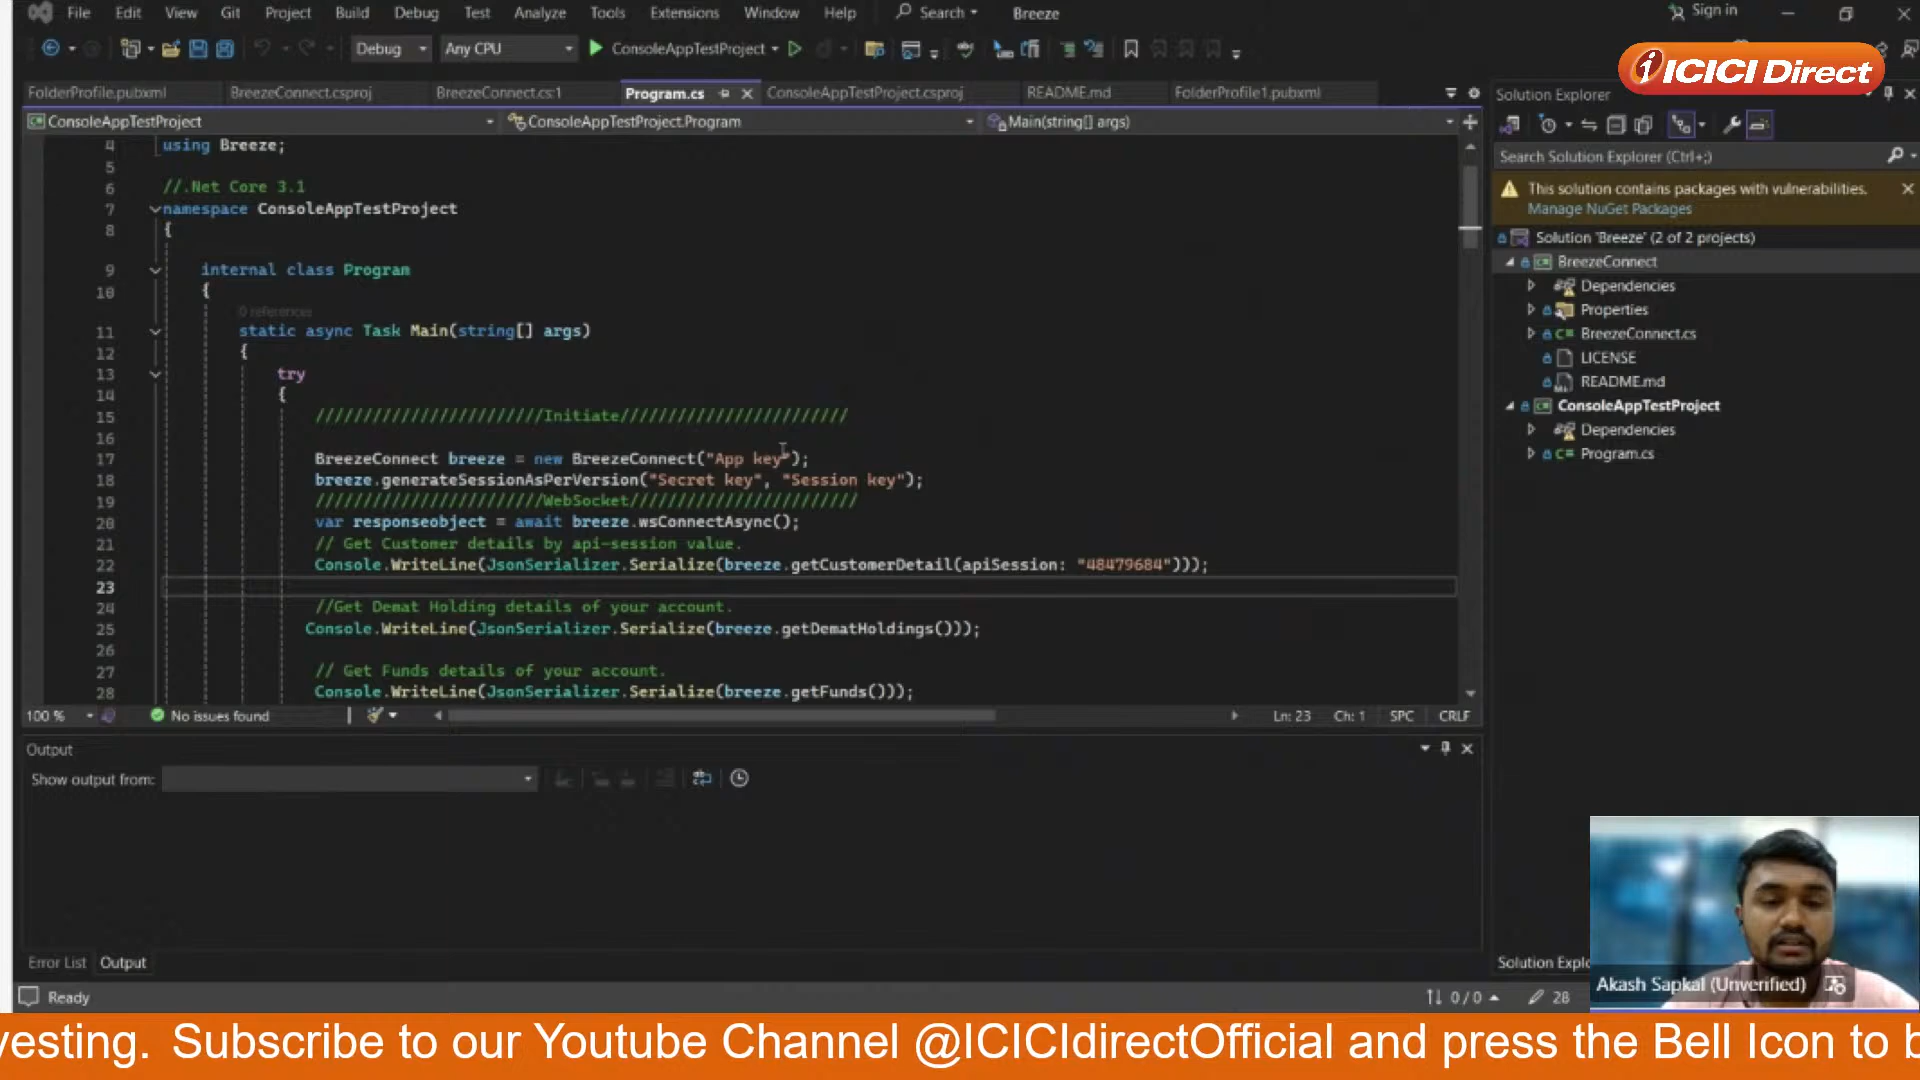 File Edit View Git Project Build Debug Test Tools Analyze Extensions Window Help Search Breeze Sign in
Debug Any CPU ConsoleAppTestProject
ICICI Direct
FolderProfile.pubxml BreezeConnect.csproj BreezeConnect.cs:1 Program.cs ConsoleAppTestProject.csproj README.md FolderProfile1.pubxml
ConsoleAppTestProject ConsoleAppTestProject.Program Main(string[] args)
4 using Breeze;
5
6 //.Net Core 3.1
7 namespace ConsoleAppTestProject
8 {
9 internal class Program
10 {
0 references
11 static async Task Main(string[] args)
12 {
13 try
14 {
15 ////////////////////////Initiate////////////////////////
16
17 BreezeConnect breeze = new BreezeConnect("App key");
18 breeze.generateSessionAsPerVersion("Secret key", "Session key");
19 ////////////////////////WebSocket////////////////////////
20 var responseobject = await breeze.wsConnectAsync();
21 // Get Customer details by api-session value.
22 Console.WriteLine(JsonSerializer.Serialize(breeze.getCustomerDetail(apiSession: "48479684")));
23
24 //Get Demat Holding details of your account.
25 Console.WriteLine(JsonSerializer.Serialize(breeze.getDematHoldings()));
26
27 // Get Funds details of your account.
28 Console.WriteLine(JsonSerializer.Serialize(breeze.getFunds()));
100 % No issues found Ln: 23 Ch: 1 SPC CRLF
Output
Show output from:
Error List Output
Ready 0 / 0 28
Solution Explorer
Search Solution Explorer (Ctrl+;)
This solution contains packages with vulnerabilities.
Manage NuGet Packages
Solution 'Breeze' (2 of 2 projects)
BreezeConnect
Dependencies
Properties
BreezeConnect.cs
LICENSE
README.md
ConsoleAppTestProject
Dependencies
Program.cs
Solution Explo
Akash Sapkal (Unverified)
vesting. Subscribe to our Youtube Channel @ICICIdirectOfficial and press the Bell Icon to b